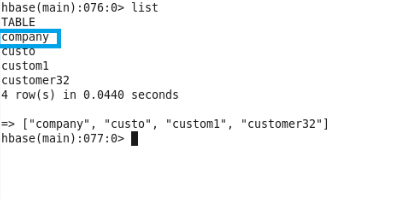 hbase(main):076:0> list
TABLE
company
custo
custom1
customer32
4 row(s) in 0.0440 seconds
=> ["company", "custo", "custom1", "customer32"]
hbase(main):077:0>